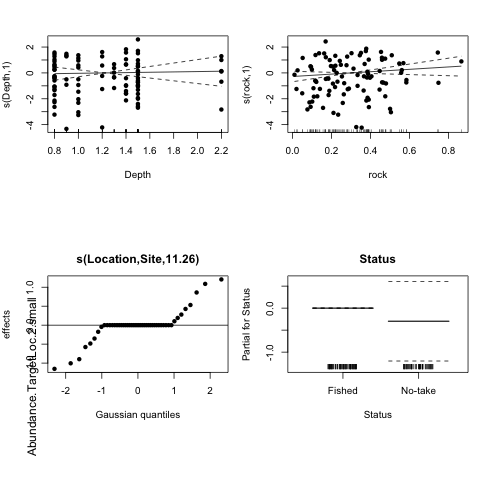 s(Depth,1)
2
0
-2
-4
0.8 1.0 1.2 1.4 1.6 1.8 2.0 2.2
Depth
s(rock,1)
2
0
-2
-4
0.0 0.2 0.4 0.6 0.8
rock
s(Location,Site,11.26)
effects
1.0
-2 -1 0 1 2
Gaussian quantiles
Status
Partial for Status
0.0
-1.0
Fished No-take
Status